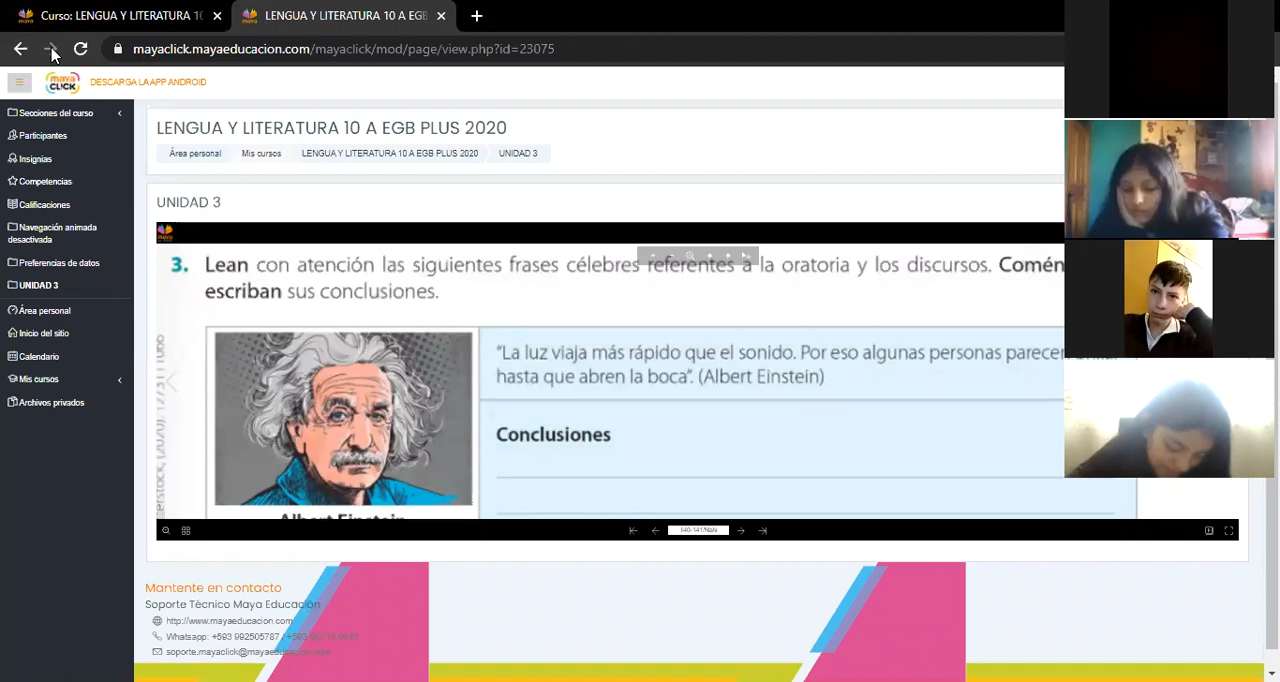 Curso: LENGUA Y LITERATURA 10
LENGUA Y LITERATURA 10 A EGB
mayaclick.mayaeducacion.com/mayaclick/mod/page/view.php?id=23075
maya CLICK
DESCARGA LA APP ANDROID
Secciones del curso
Participantes
Insignias
Competencias
Calificaciones
Navegación animada
desactivada
Preferencias de datos
UNIDAD 3
Área personal
Inicio del sitio
Calendario
Mis cursos
Archivos privados
LENGUA Y LITERATURA 10 A EGB PLUS 2020
Área personal Mis cursos LENGUA Y LITERATURA 10 A EGB PLUS 2020 UNIDAD 3
UNIDAD 3
3. Lean con atención las siguientes frases célebres referentes a la oratoria y los discursos. Comén
escriban sus conclusiones.
“La luz viaja más rápido que el sonido. Por eso algunas personas parecen
hasta que abren la boca”. (Albert Einstein)
Conclusiones
Albert Einstein
Mantente en contacto
Soporte Técnico Maya Educación
http://www.mayaeducacion.com
Whatsapp: +593 992505787
soporte.mayaclick@mayaeducacion.com